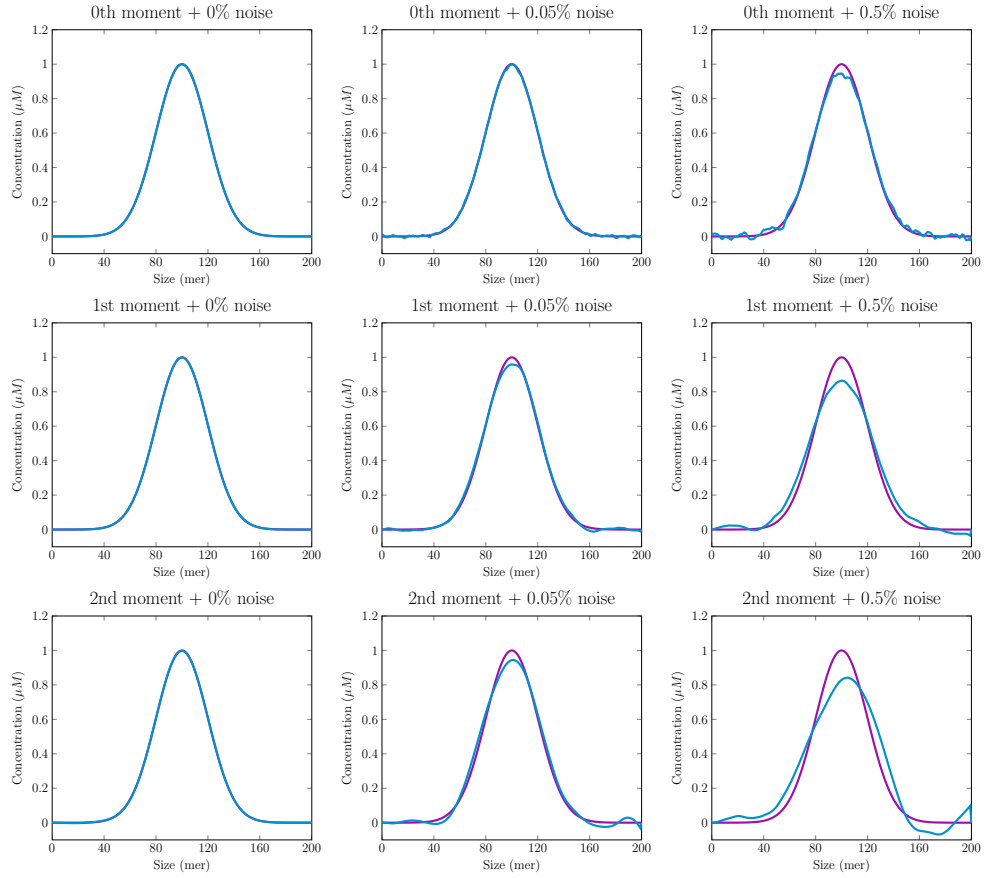 0th moment + 0% noise
Concentration (μM)
1.2
1
0.8
0.6
0.4
0.2
0
0 40 80 120 160 200
Size (mer)
0th moment + 0.05% noise
Concentration (μM)
1.2
1
0.8
0.6
0.4
0.2
0
0 40 80 120 160 200
Size (mer)
0th moment + 0.5% noise
Concentration (μM)
1.2
1
0.8
0.6
0.4
0.2
0
0 40 80 120 160 200
Size (mer)
1st moment + 0% noise
Concentration (μM)
1.2
1
0.8
0.6
0.4
0.2
0
0 40 80 120 160 200
Size (mer)
1st moment + 0.05% noise
Concentration (μM)
1.2
1
0.8
0.6
0.4
0.2
0
0 40 80 120 160 200
Size (mer)
1st moment + 0.5% noise
Concentration (μM)
1.2
1
0.8
0.6
0.4
0.2
0
0 40 80 120 160 200
Size (mer)
2nd moment + 0% noise
Concentration (μM)
1.2
1
0.8
0.6
0.4
0.2
0
0 40 80 120 160 200
Size (mer)
2nd moment + 0.05% noise
Concentration (μM)
1.2
1
0.8
0.6
0.4
0.2
0
0 40 80 120 160 200
Size (mer)
2nd moment + 0.5% noise
Concentration (μM)
1.2
1
0.8
0.6
0.4
0.2
0
0 40 80 120 160 200
Size (mer)